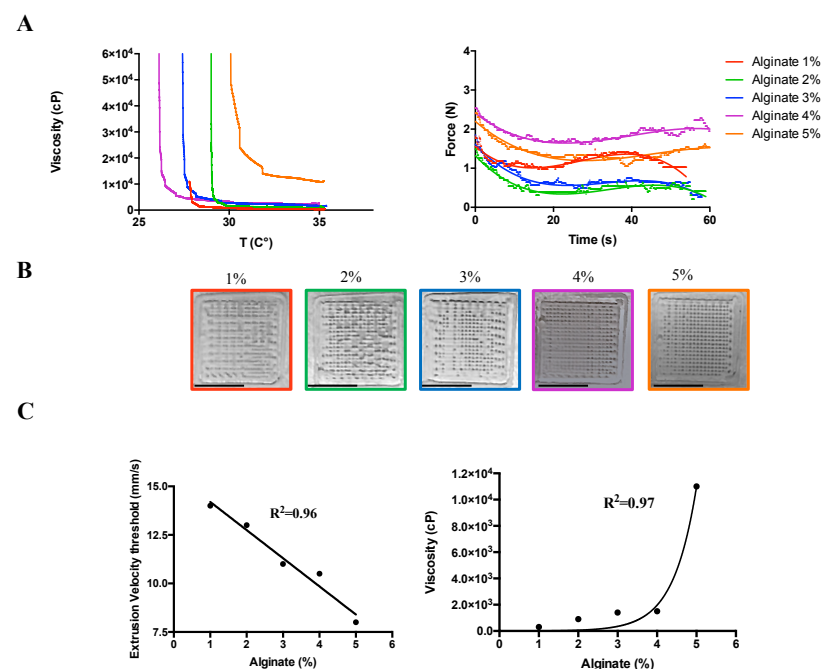 A
6×10⁴
5×10⁴
4×10⁴
3×10⁴
2×10⁴
1×10⁴
0
Viscosity (cP)
25
30
35
T (C°)
4
3
2
1
0
Force (N)
0
20
40
60
Time (s)
Alginate 1%
Alginate 2%
Alginate 3%
Alginate 4%
Alginate 5%
B
1%
2%
3%
4%
5%
C
Extrusion Velocity threshold (mm/s)
15.0
12.5
10.0
7.5
R²=0.96
0
1
2
3
4
5
6
Alginate (%)
Viscosity (cP)
1.2×10⁴
1.0×10⁴
8.0×10³
6.0×10³
4.0×10³
2.0×10³
0.0
R²=0.97
0
1
2
3
4
5
6
Alginate (%)